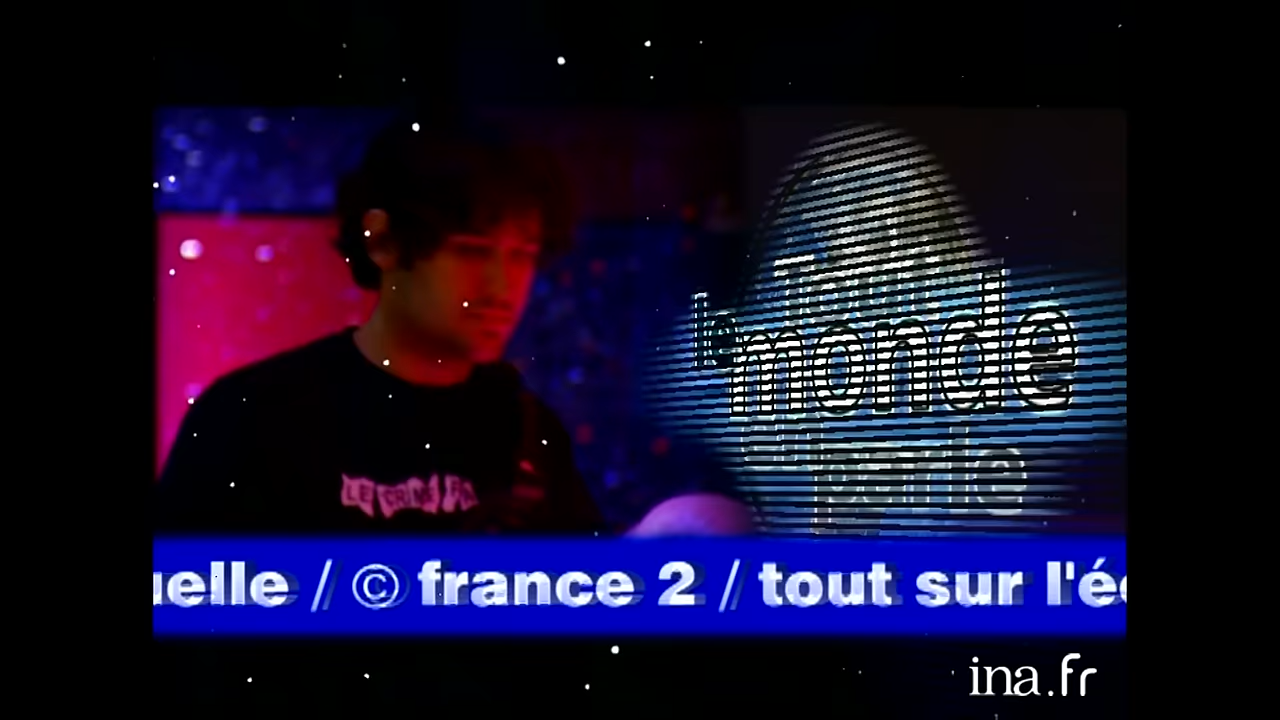 Tout
le
monde
en
parle
LE CRIME PA
uelle / © france 2 / tout sur l'é
ina.fr